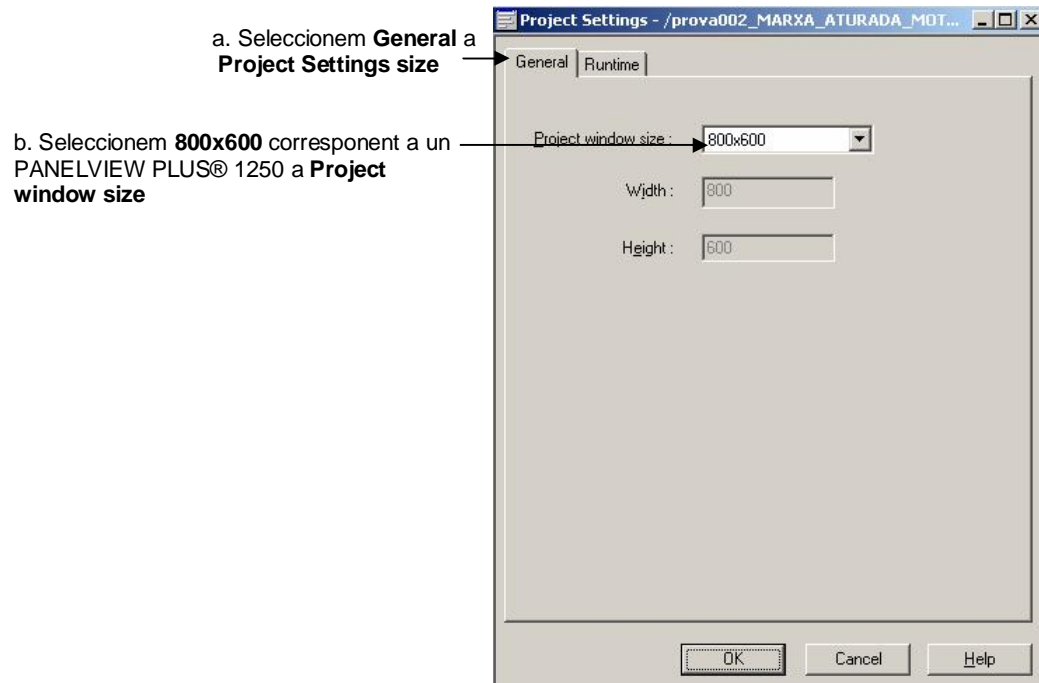 Project Settings - /prova002_MARXA_ATURADA_MOT...
a. Seleccionem General a
Project Settings size
General
Runtime
b. Seleccionem 800x600 corresponent a un
PANELVIEW PLUS® 1250 a Project
window size
Project window size :
800x600
Width :
800
Height :
600
OK
Cancel
Help